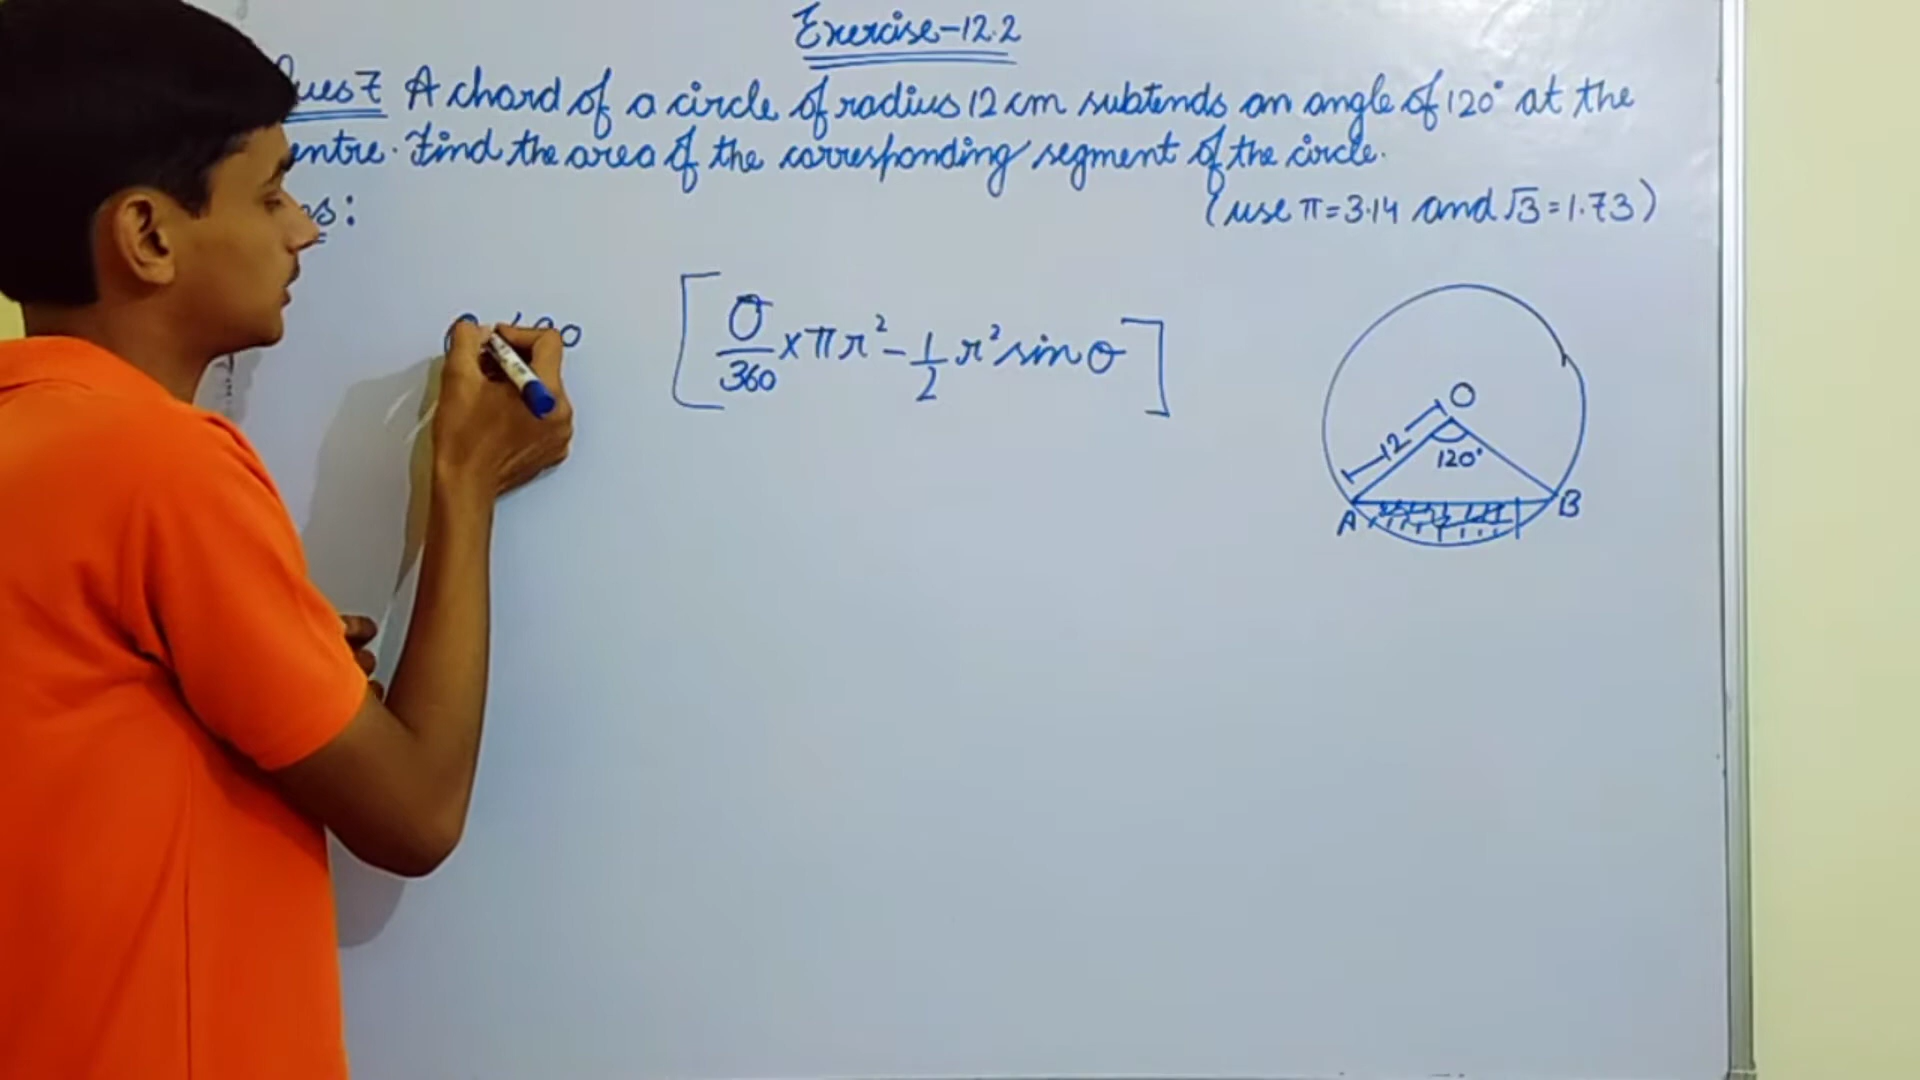 Exercise-12.2
Ques 7 A chord of a circle of radius 12 cm subtends an angle of 120° at the
entre. Find the area of the corresponding segment of the circle.
s:
(use π=3.14 and √3=1.73)
[θ/360 × πr² - 1/2 r² sin θ]
O
12
120°
A
B